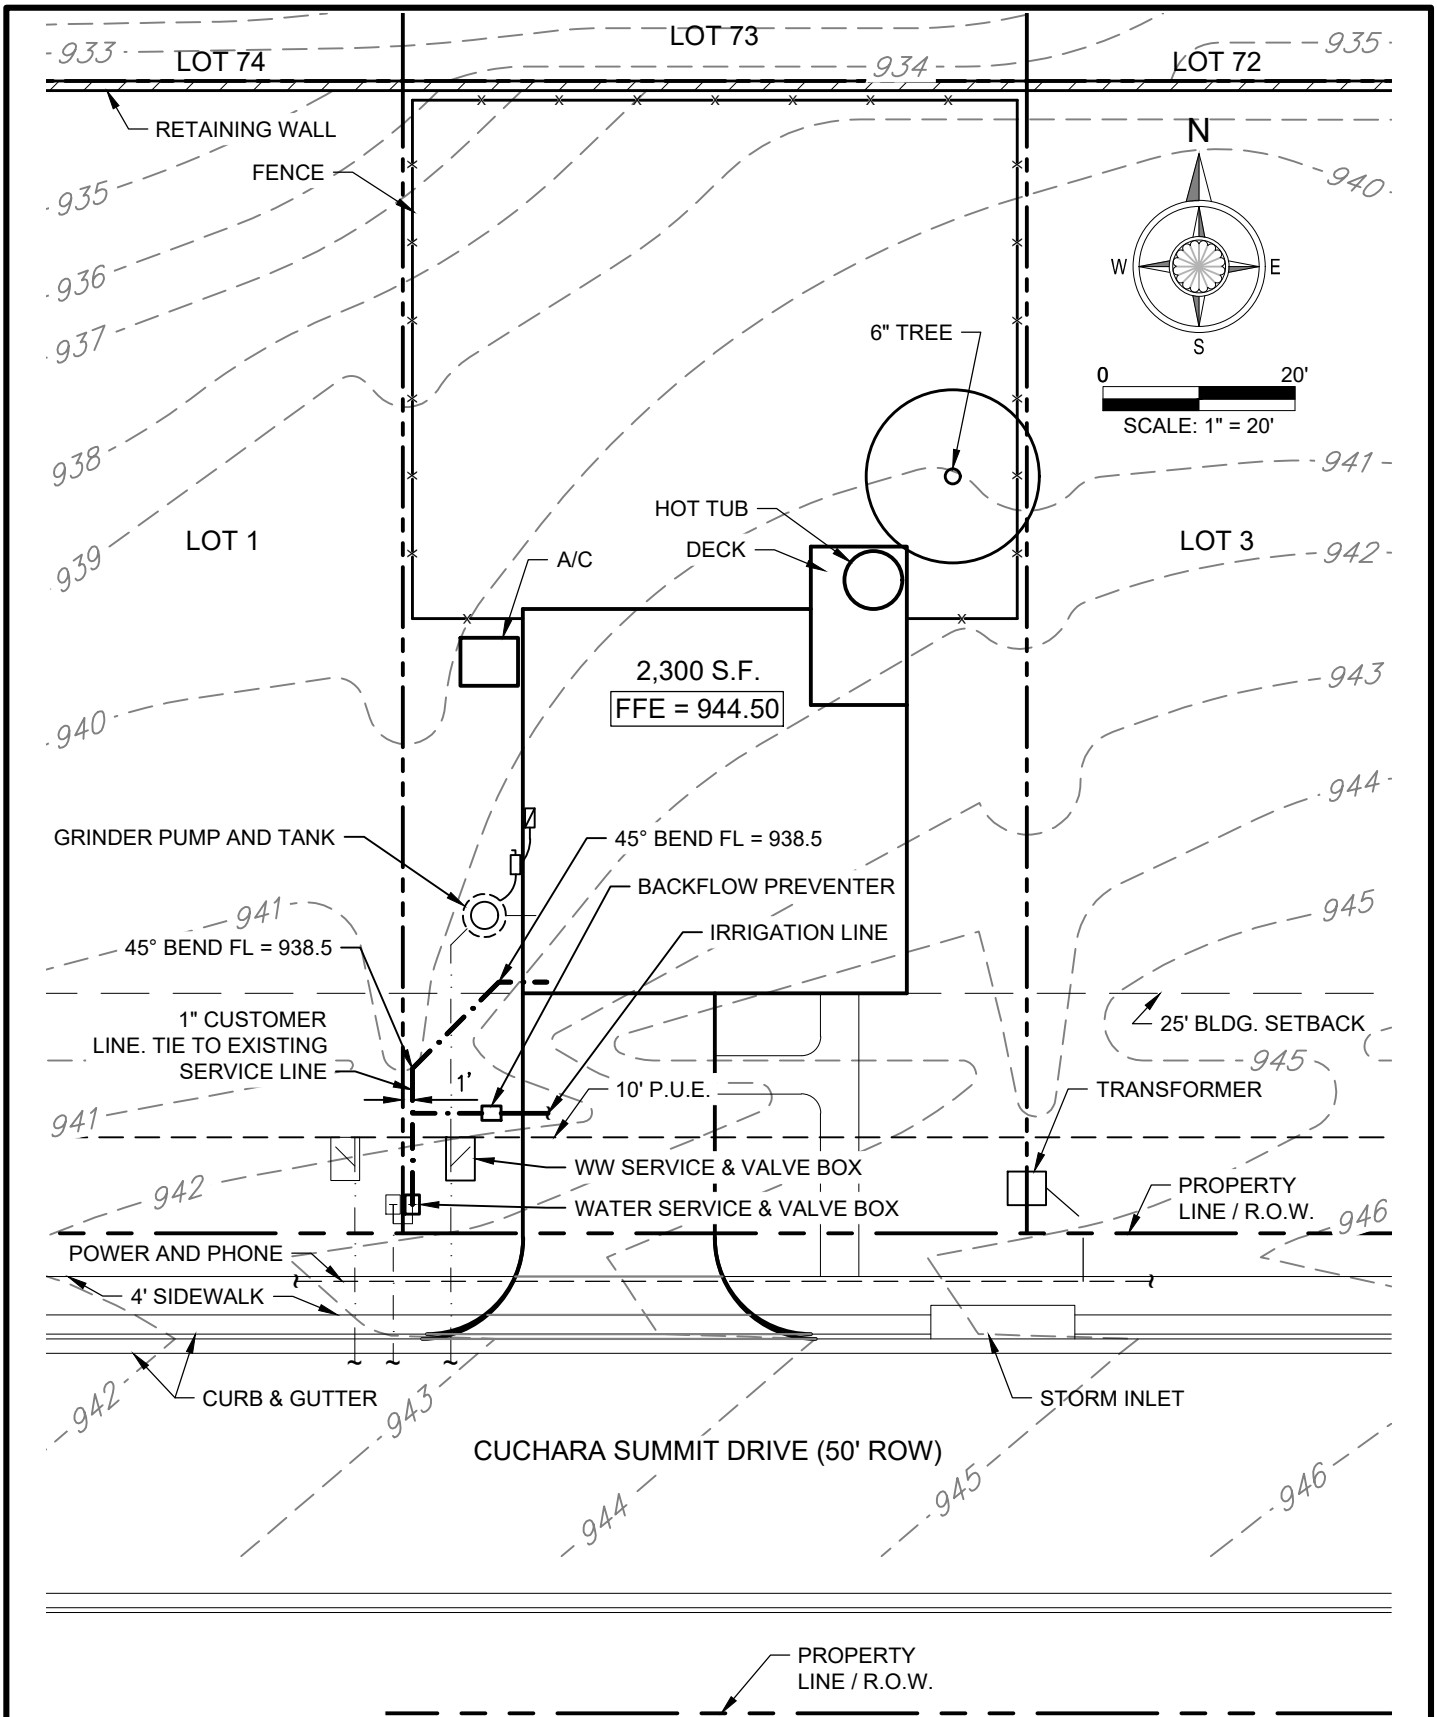 LOT 73
933
LOT 74
934
LOT 72
935
RETAINING WALL
N
FENCE
940
935
W
E
936
6" TREE
937
S
0
20'
SCALE: 1" = 20'
938
941
HOT TUB
LOT 1
DECK
LOT 3
942
939
A/C
2,300 S.F.
943
FFE = 944.50
940
944
GRINDER PUMP AND TANK
45° BEND FL = 938.5
BACKFLOW PREVENTER
941
945
IRRIGATION LINE
45° BEND FL = 938.5
1" CUSTOMER
LINE. TIE TO EXISTING
SERVICE LINE
25' BLDG. SETBACK
945
1'
10' P.U.E.
TRANSFORMER
941
WW SERVICE & VALVE BOX
942
WATER SERVICE & VALVE BOX
PROPERTY
LINE / R.O.W.
946
POWER AND PHONE
4' SIDEWALK
CURB & GUTTER
STORM INLET
942
943
CUCHARA SUMMIT DRIVE (50' ROW)
944
945
946
PROPERTY
LINE / R.O.W.